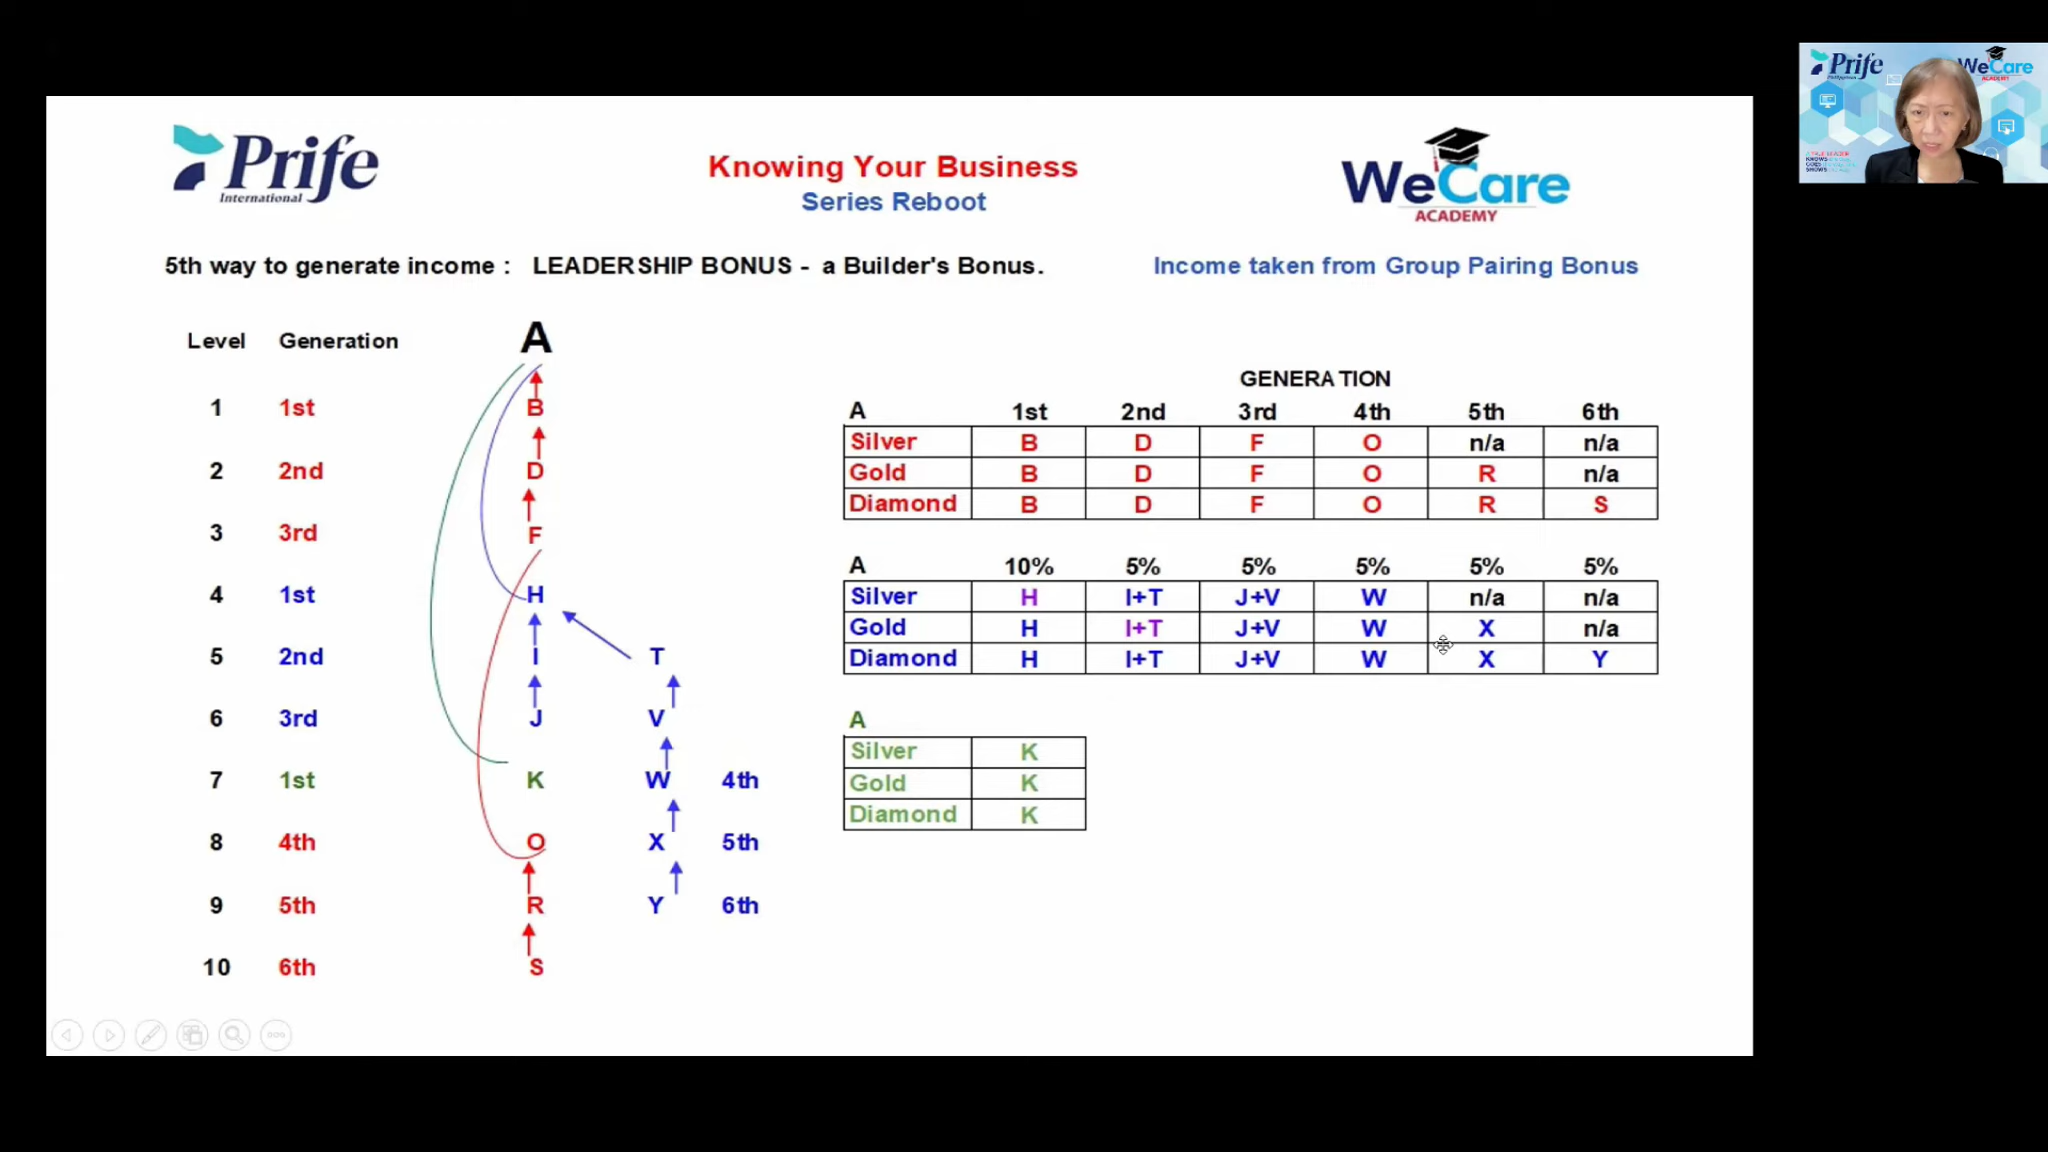 Prife
International
Knowing Your Business
Series Reboot
WeCare
ACADEMY
5th way to generate income : LEADERSHIP BONUS - a Builder's Bonus.
Income taken from Group Pairing Bonus
Level Generation A
1 1st B
2 2nd D
3 3rd F
4 1st H
5 2nd I T
6 3rd J V
7 1st K W 4th
8 4th O X 5th
9 5th R Y 6th
10 6th S
GENERATION
A 1st 2nd 3rd 4th 5th 6th
Silver B D F O n/a n/a
Gold B D F O R n/a
Diamond B D F O R S
A 10% 5% 5% 5% 5% 5%
Silver H I+T J+V W n/a n/a
Gold H I+T J+V W X n/a
Diamond H I+T J+V W X Y
A
Silver K
Gold K
Diamond K
Prife
WeCare
ACADEMY